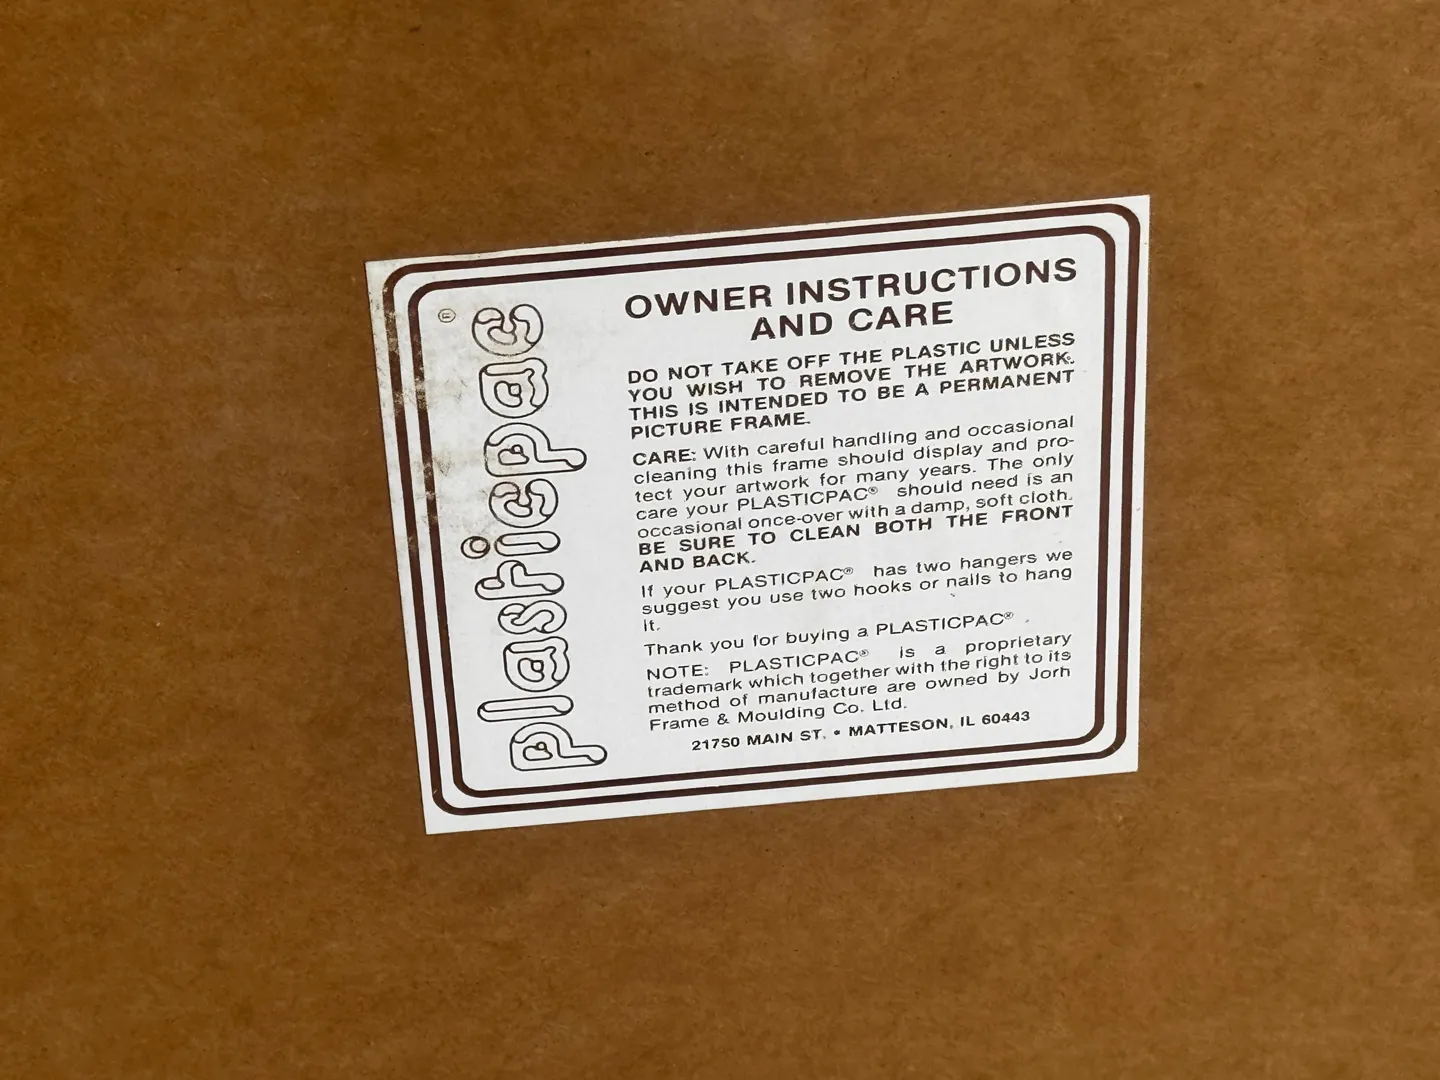 plasticpac®
OWNER INSTRUCTIONS
AND CARE
DO NOT TAKE OFF THE PLASTIC UNLESS
YOU WISH TO REMOVE THE ARTWORK.
THIS IS INTENDED TO BE A PERMANENT
PICTURE FRAME.
CARE: With careful handling and occasional
cleaning this frame should display and pro-
tect your artwork for many years. The only
care your PLASTICPAC® should need is an
occasional once-over with a damp, soft cloth.
BE SURE TO CLEAN BOTH THE FRONT
AND BACK.
If your PLASTICPAC® has two hangers we
suggest you use two hooks or nails to hang
it.
Thank you for buying a PLASTICPAC®.
NOTE: PLASTICPAC® is a proprietary
trademark which together with the right to its
method of manufacture are owned by Jorh
Frame & Moulding Co. Ltd.
21750 MAIN ST. • MATTESON, IL 60443